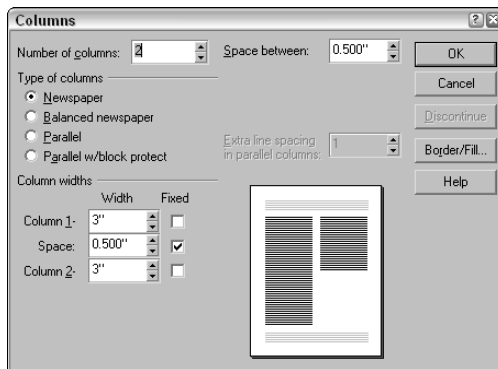 Columns
Number of columns: 2
Space between: 0.500"
OK
Type of columns
Cancel
Newspaper
Balanced newspaper
Discontinue
Parallel
Parallel w/block protect
Extra line spacing
in parallel columns: 1
Border/Fill...
Column widths
Help
Width Fixed
Column 1- 3"
Space: 0.500"
Column 2- 3"